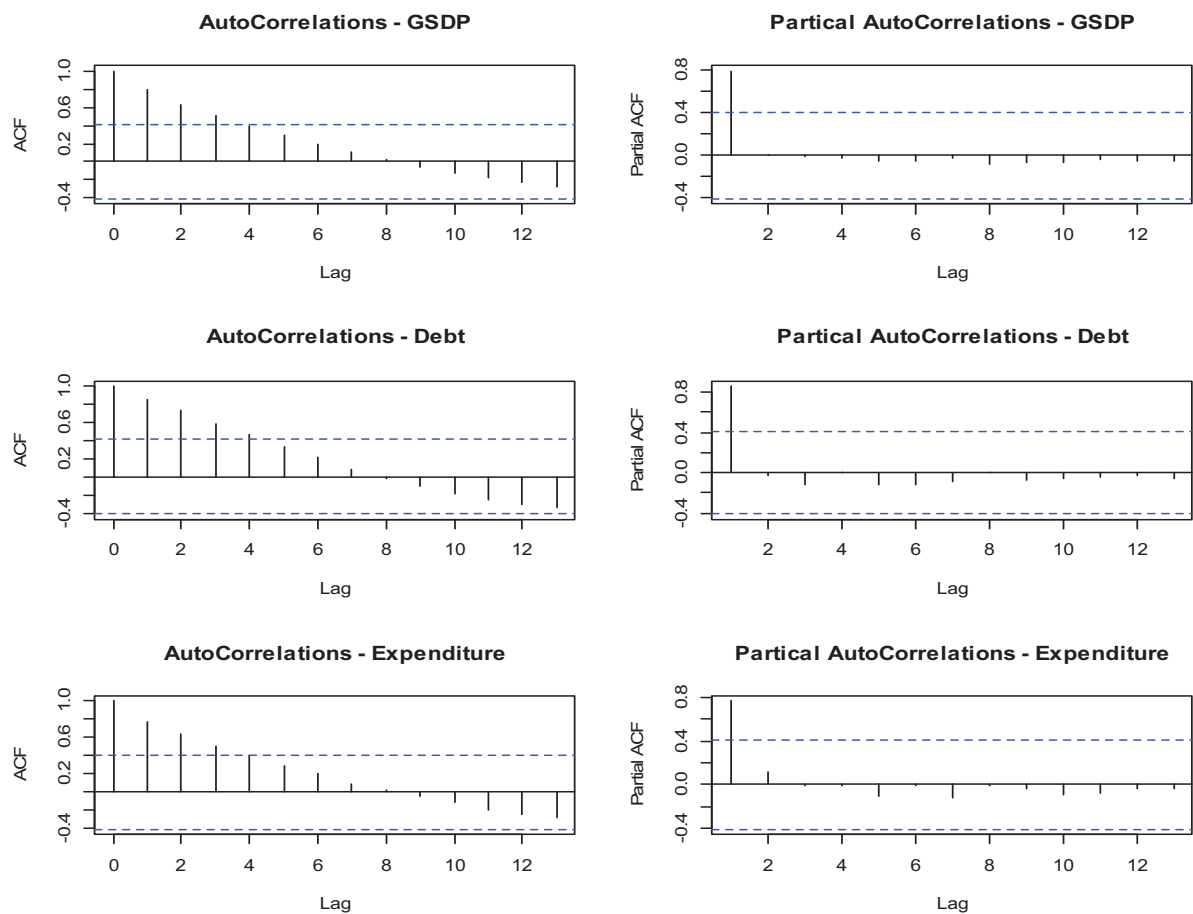 AutoCorrelations - GSDP
ACF
1.0
0.6
0.2
-0.4
0 2 4 6 8 10 12
Lag
Partical AutoCorrelations - GSDP
Partial ACF
0.8
0.4
0.0
-0.4
2 4 6 8 10 12
Lag
AutoCorrelations - Debt
ACF
1.0
0.6
0.2
-0.4
0 2 4 6 8 10 12
Lag
Partical AutoCorrelations - Debt
Partial ACF
0.8
0.4
0.0
-0.4
2 4 6 8 10 12
Lag
AutoCorrelations - Expenditure
ACF
1.0
0.6
0.2
-0.4
0 2 4 6 8 10 12
Lag
Partical AutoCorrelations - Expenditure
Partial ACF
0.8
0.4
0.0
-0.4
2 4 6 8 10 12
Lag